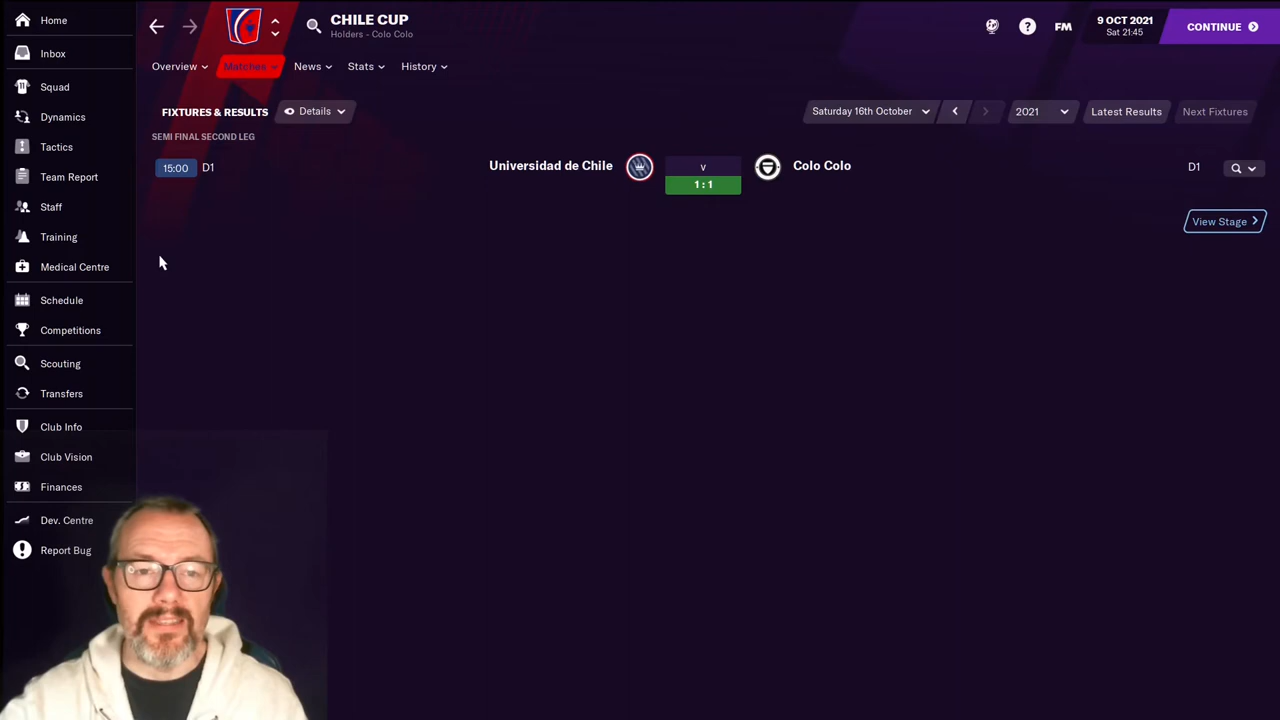 Home
Inbox
Squad
Dynamics
Tactics
Team Report
Staff
Training
Medical Centre
Schedule
Competitions
Scouting
Transfers
Club Info
Club Vision
Finances
Dev. Centre
Report Bug
CHILE CUP
Holders - Colo Colo
FM
9 OCT 2021
Sat 21:45
CONTINUE
Overview
Matches
News
Stats
History
FIXTURES & RESULTS
Details
Saturday 16th October
2021
Latest Results
Next Fixtures
SEMI FINAL SECOND LEG
15:00 D1 Universidad de Chile v Colo Colo D1
1 : 1
View Stage